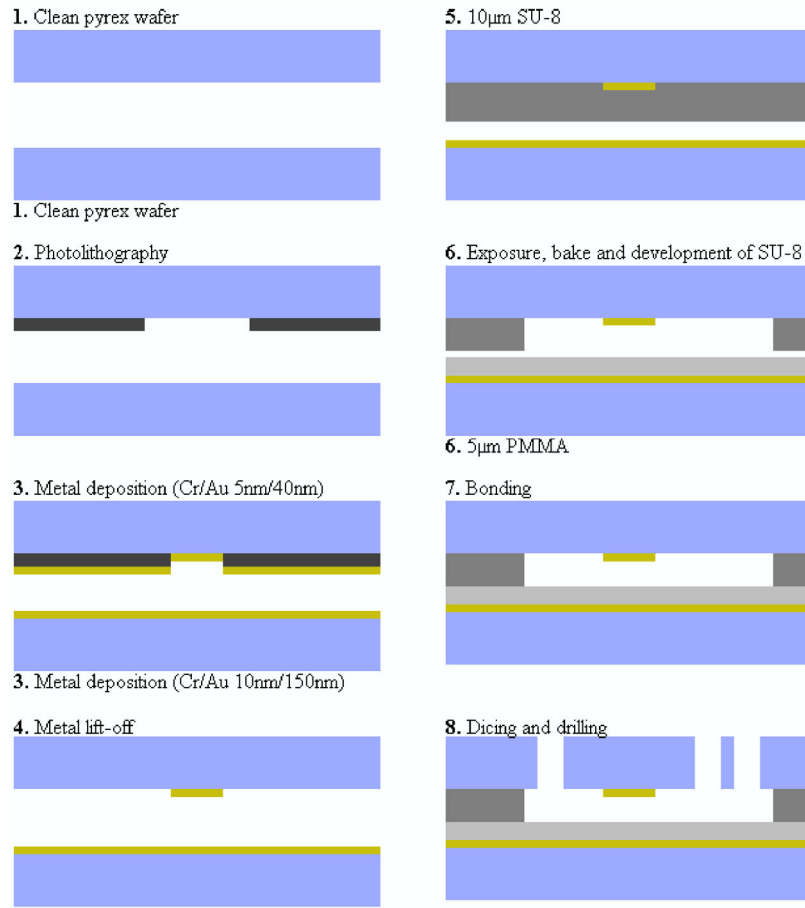 1. Clean pyrex wafer
1. Clean pyrex wafer
2. Photolithography
3. Metal deposition (Cr/Au 5nm/40nm)
3. Metal deposition (Cr/Au 10nm/150nm)
4. Metal lift-off
5. 10μm SU-8
6. Exposure, bake and development of SU-8
6. 5μm PMMA
7. Bonding
8. Dicing and drilling